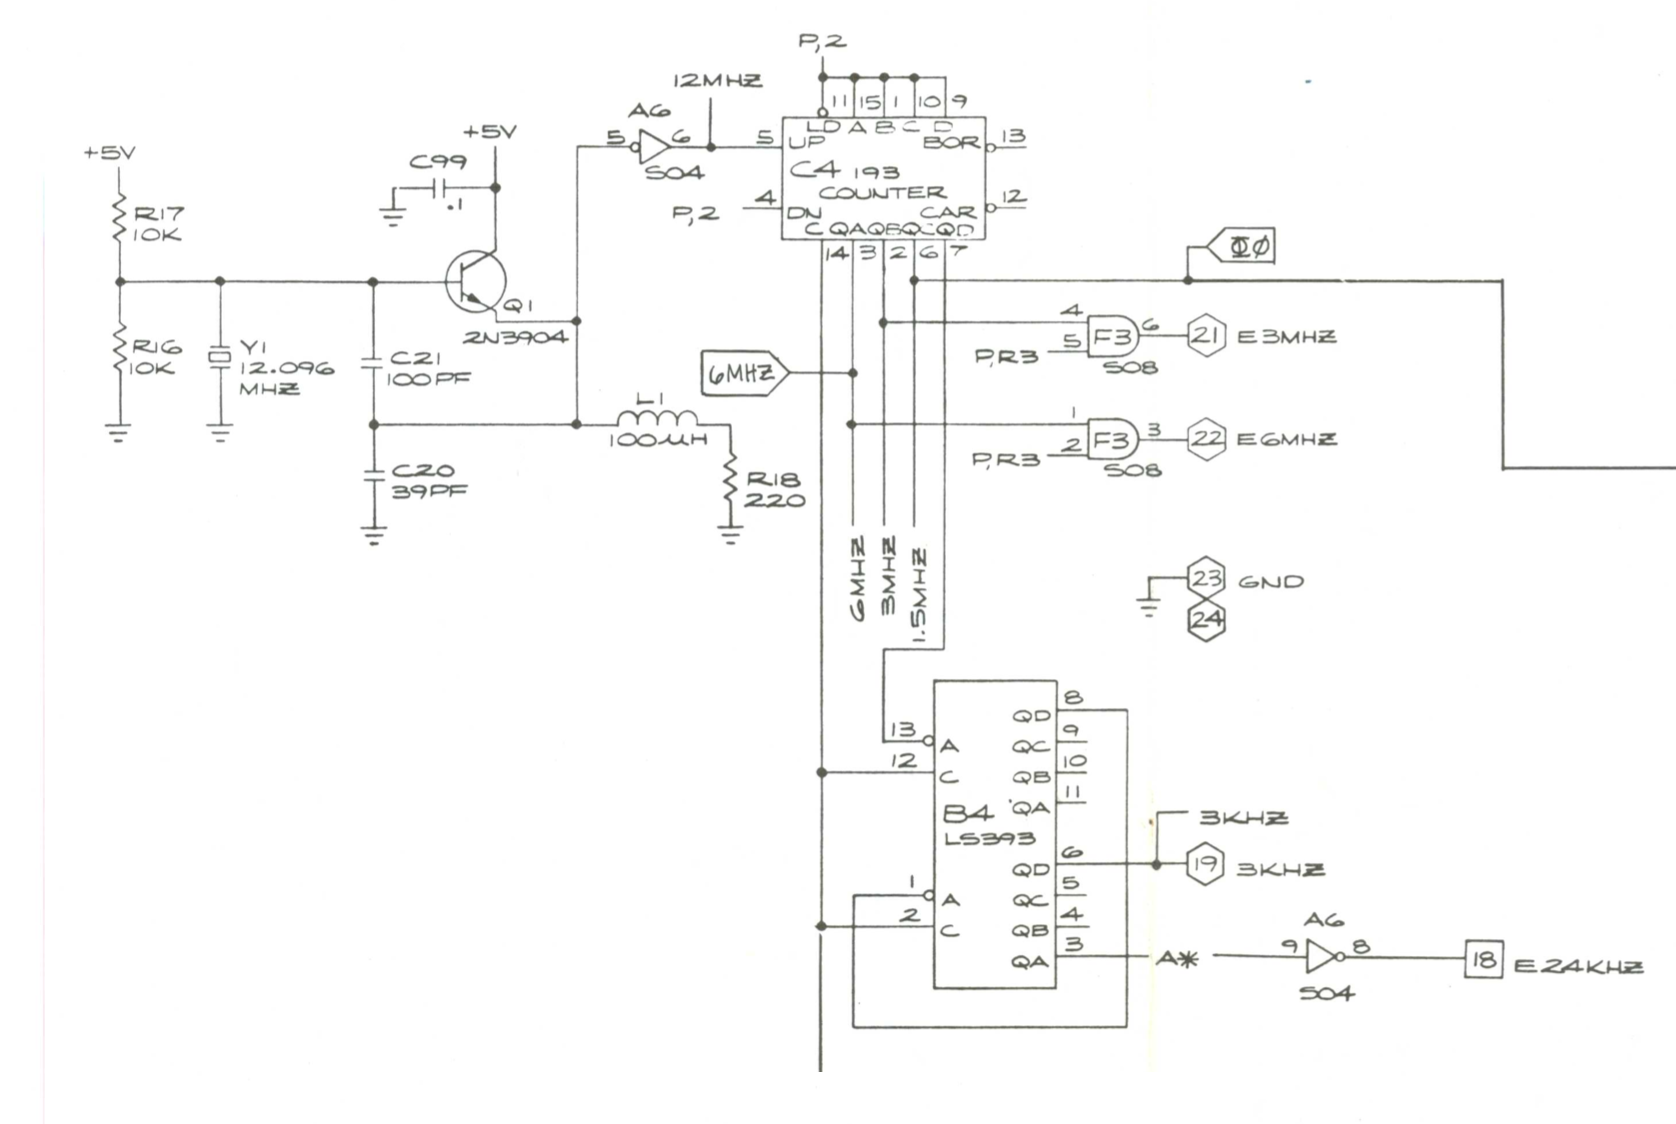 P,2
12MHZ
A6
5
6
S04
+5V
+5V
C99
.1
R17
10K
Q1
2N3904
R16
10K
Y1
12.096
MHZ
C21
100PF
C20
39PF
L1
100µH
R18
220
11 15 1 10 9
LD A B C D
5
UP
BOR
13
C4 193
COUNTER
P,2
4
DN
CAR
12
C QA QB QC QD
14 3 2 6 7
Φ0
4
5
P,R3
F3
6
S08
21
E3MHZ
6MHZ
1
2
P,R3
F3
3
S08
22
E6MHZ
6MHZ
3MHZ
1.5MHZ
23
GND
24
13
A
12
C
B4
LS393
1
A
2
C
QD
8
QC
9
QB
10
QA
11
QD
6
QC
5
QB
4
QA
3
3KHZ
19
3KHZ
A*
A6
9
8
S04
18
E24KHZ